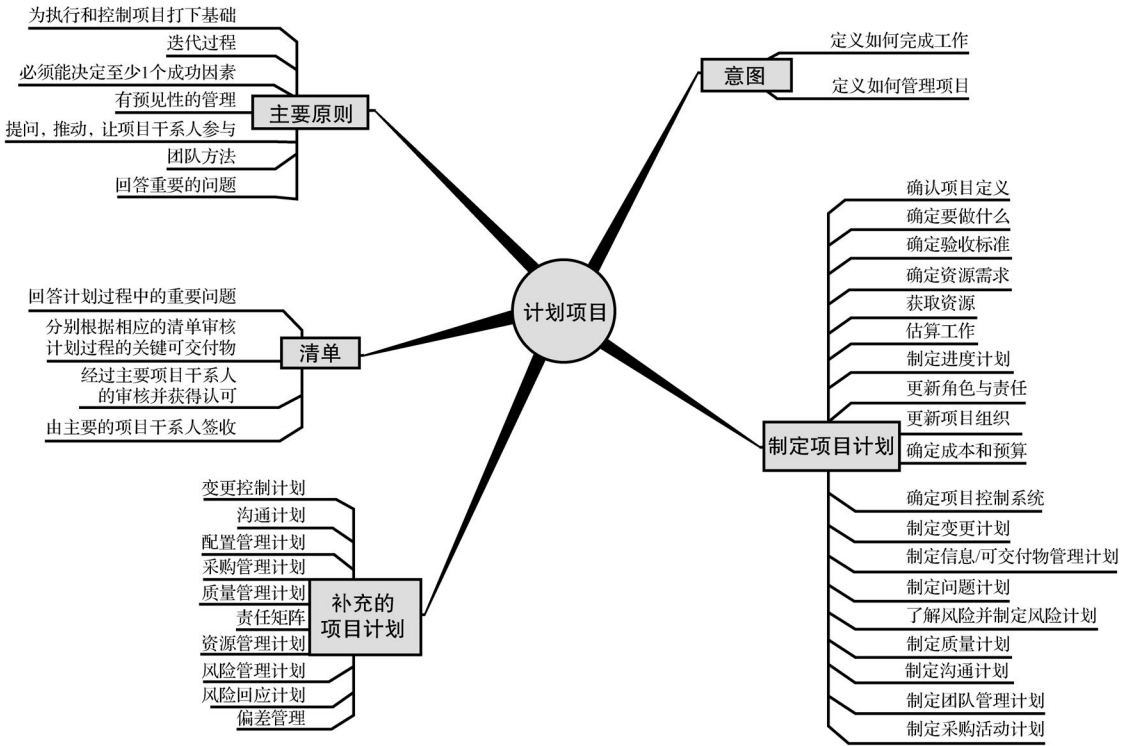 为执行和控制项目打下基础
迭代过程
必须能决定至少1个成功因素
有预见性的管理
提问，推动，让项目干系人参与
团队方法
回答重要的问题
主要原则
意图
定义如何完成工作
定义如何管理项目
计划项目
回答计划过程中的重要问题
分别根据相应的清单审核
计划过程的关键可交付物
经过主要项目干系人
的审核并获得认可
由主要的项目干系人签收
清单
制定项目计划
确认项目定义
确定要做什么
确定验收标准
确定资源需求
获取资源
估算工作
制定进度计划
更新角色与责任
更新项目组织
确定成本和预算
确定项目控制系统
制定变更计划
制定信息/可交付物管理计划
制定问题计划
了解风险并制定风险计划
制定质量计划
制定沟通计划
制定团队管理计划
制定采购活动计划
变更控制计划
沟通计划
配置管理计划
采购管理计划
质量管理计划
责任矩阵
资源管理计划
风险管理计划
风险回应计划
偏差管理
补充的
项目计划